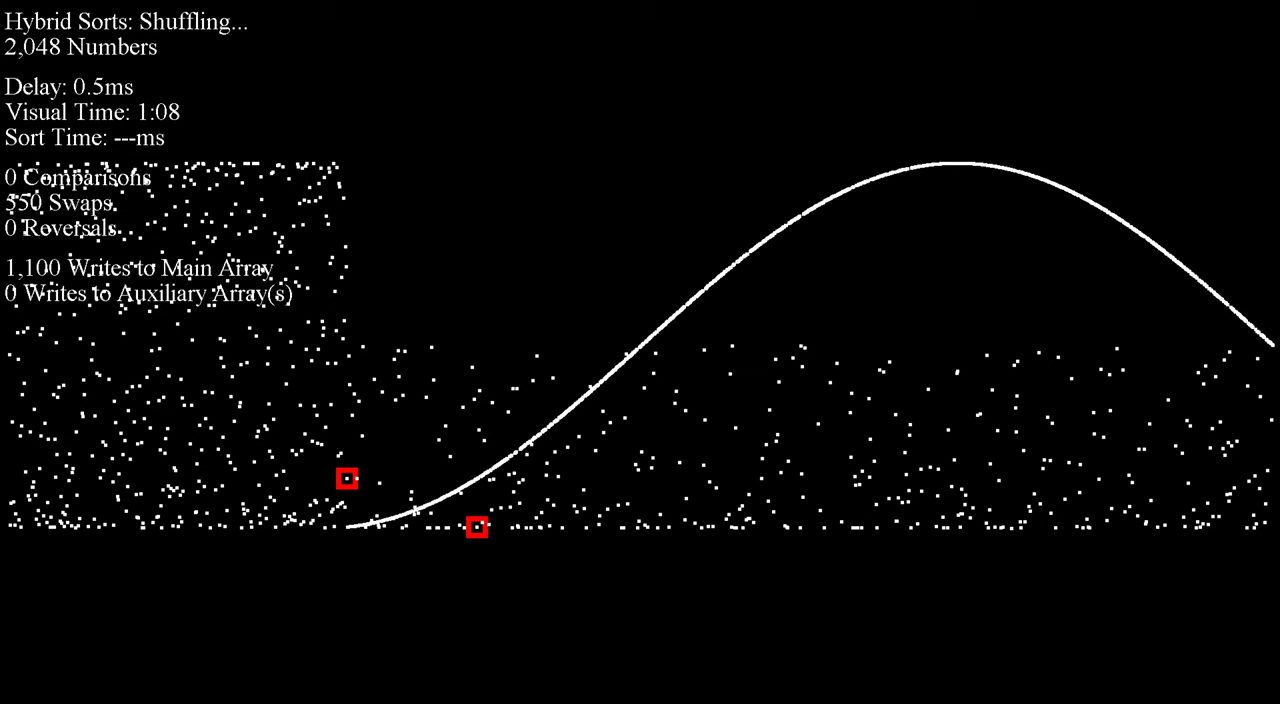 Hybrid Sorts: Shuffling...
2,048 Numbers
Delay: 0.5ms
Visual Time: 1:08
Sort Time: ---ms
0 Comparisons
550 Swaps
0 Reversals
1,100 Writes to Main Array
0 Writes to Auxiliary Array(s)